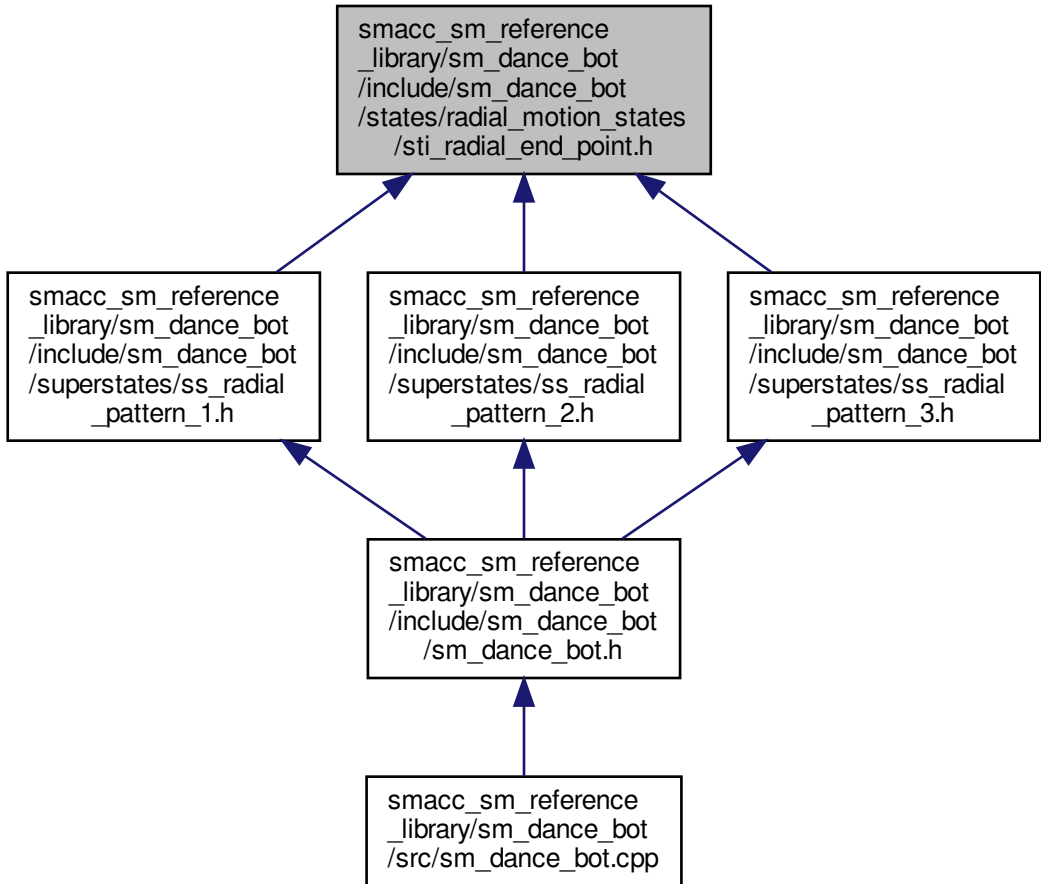 smacc_sm_reference
_library/sm_dance_bot
/include/sm_dance_bot
/states/radial_motion_states
/sti_radial_end_point.h
smacc_sm_reference
_library/sm_dance_bot
/include/sm_dance_bot
/superstates/ss_radial
_pattern_1.h
smacc_sm_reference
_library/sm_dance_bot
/include/sm_dance_bot
/superstates/ss_radial
_pattern_2.h
smacc_sm_reference
_library/sm_dance_bot
/include/sm_dance_bot
/superstates/ss_radial
_pattern_3.h
smacc_sm_reference
_library/sm_dance_bot
/include/sm_dance_bot
/sm_dance_bot.h
smacc_sm_reference
_library/sm_dance_bot
/src/sm_dance_bot.cpp